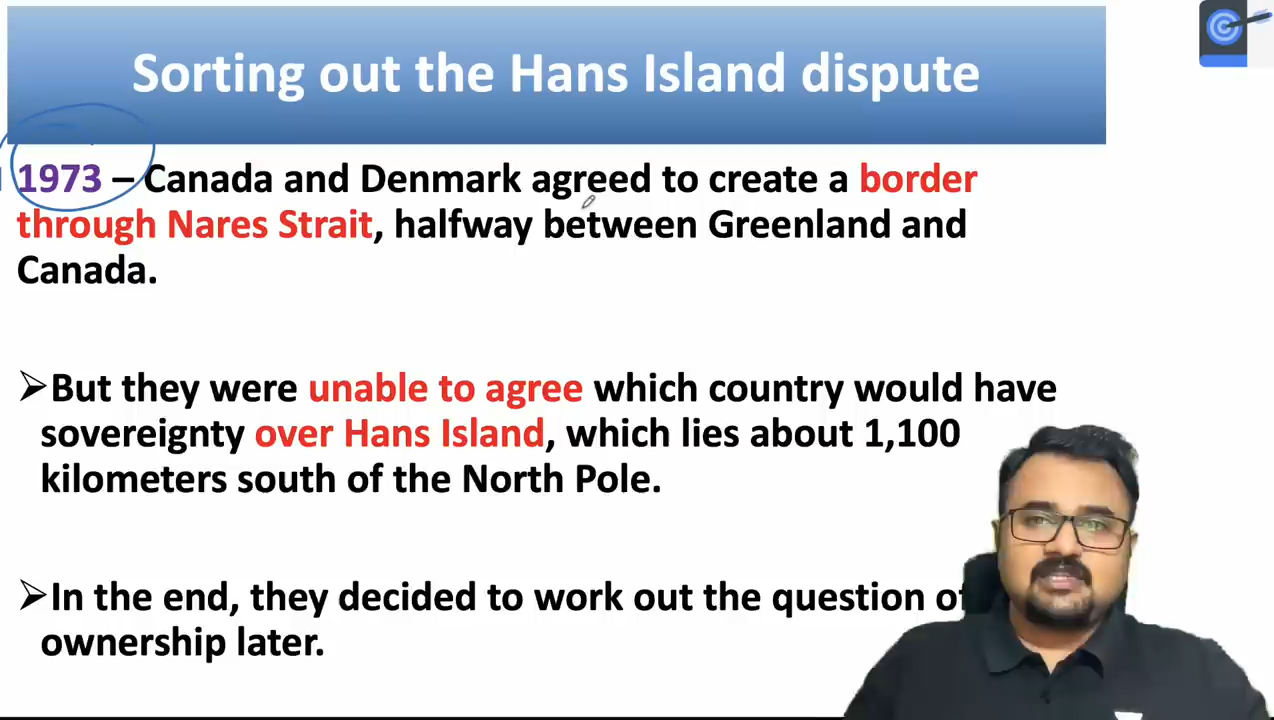 Sorting out the Hans Island dispute
1973 – Canada and Denmark agreed to create a border
through Nares Strait, halfway between Greenland and
Canada.
➢But they were unable to agree which country would have
sovereignty over Hans Island, which lies about 1,100
kilometers south of the North Pole.
➢In the end, they decided to work out the question of
ownership later.